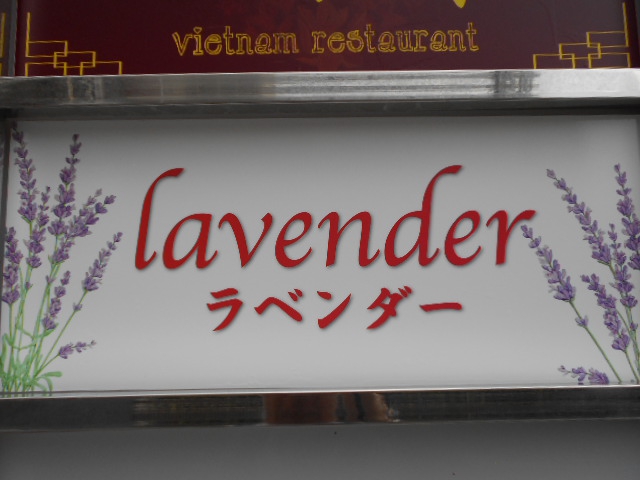 vietnam restaurant
lavender
ラベンダー